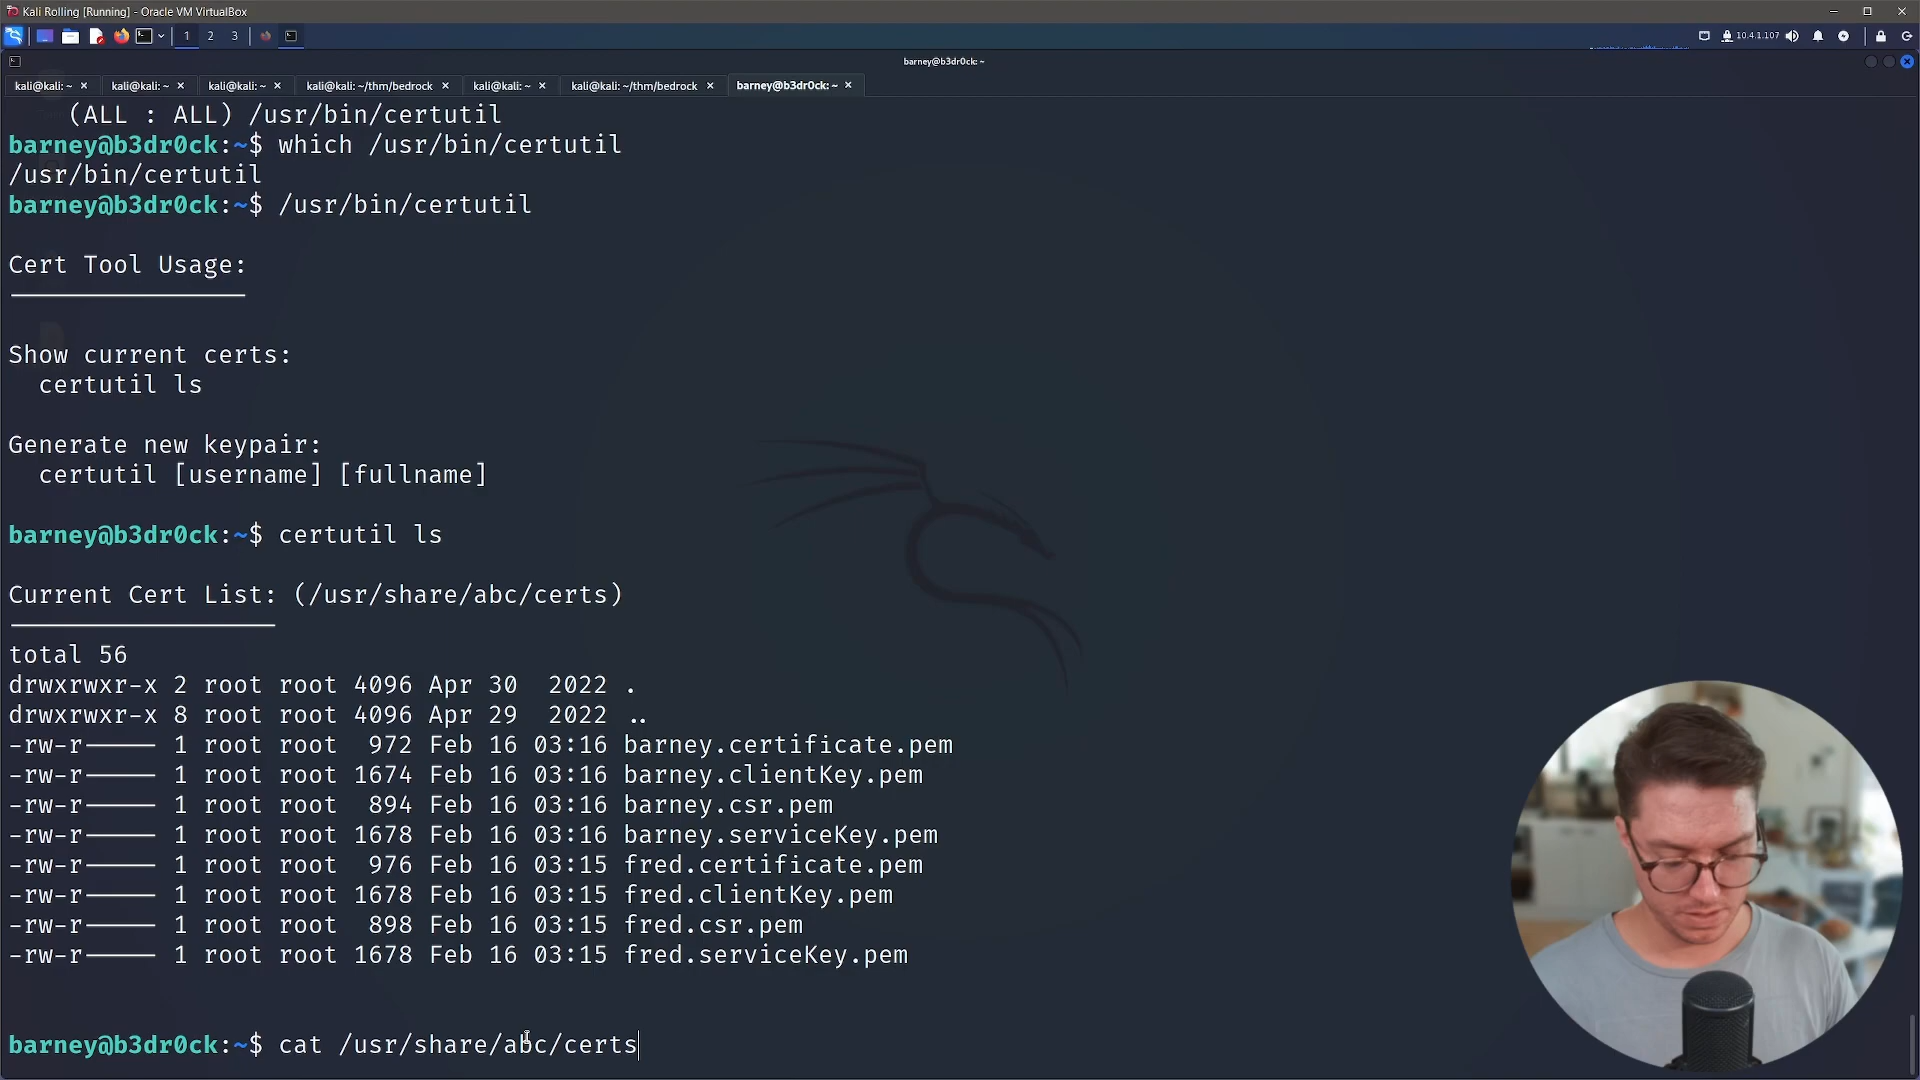 Kali Rolling [Running] - Oracle VM VirtualBox
1 2 3
10.4.1.107
barney@b3dr0ck: ~
kali@kali: ~ × kali@kali: ~ × kali@kali: ~ × kali@kali: ~/thm/bedrock × kali@kali: ~ × kali@kali: ~/thm/bedrock × barney@b3dr0ck: ~ ×
(ALL : ALL) /usr/bin/certutil
barney@b3dr0ck:~$ which /usr/bin/certutil
/usr/bin/certutil
barney@b3dr0ck:~$ /usr/bin/certutil
Cert Tool Usage:
Show current certs:
certutil ls
Generate new keypair:
certutil [username] [fullname]
barney@b3dr0ck:~$ certutil ls
Current Cert List: (/usr/share/abc/certs)
total 56
drwxrwxr-x 2 root root 4096 Apr 30  2022 .
drwxrwxr-x 8 root root 4096 Apr 29  2022 ..
-rw-r----- 1 root root  972 Feb 16 03:16 barney.certificate.pem
-rw-r----- 1 root root 1674 Feb 16 03:16 barney.clientKey.pem
-rw-r----- 1 root root  894 Feb 16 03:16 barney.csr.pem
-rw-r----- 1 root root 1678 Feb 16 03:16 barney.serviceKey.pem
-rw-r----- 1 root root  976 Feb 16 03:15 fred.certificate.pem
-rw-r----- 1 root root 1678 Feb 16 03:15 fred.clientKey.pem
-rw-r----- 1 root root  898 Feb 16 03:15 fred.csr.pem
-rw-r----- 1 root root 1678 Feb 16 03:15 fred.serviceKey.pem
barney@b3dr0ck:~$ cat /usr/share/abc/certs